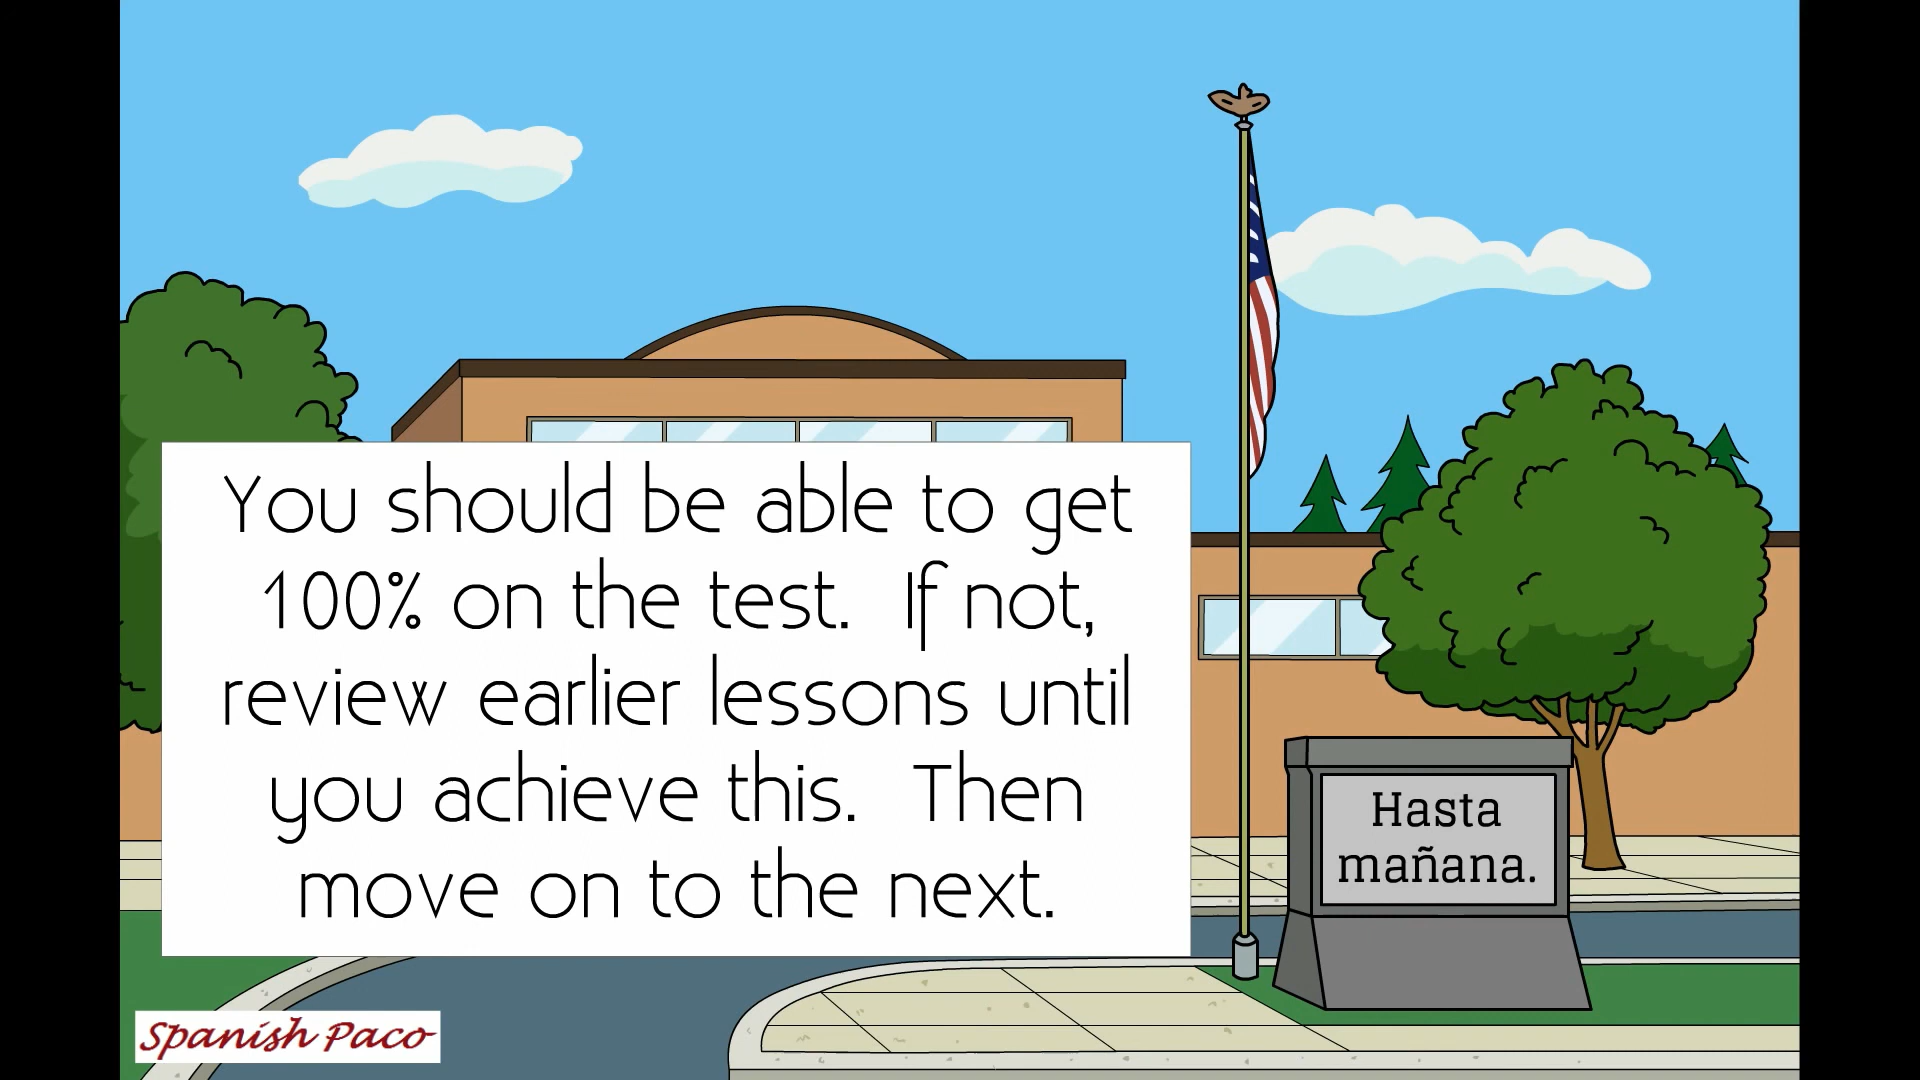 You should be able to get
100% on the test.  If not,
review earlier lessons until
you achieve this.  Then
move on to the next.
Hasta
mañana.
Spanish Paco